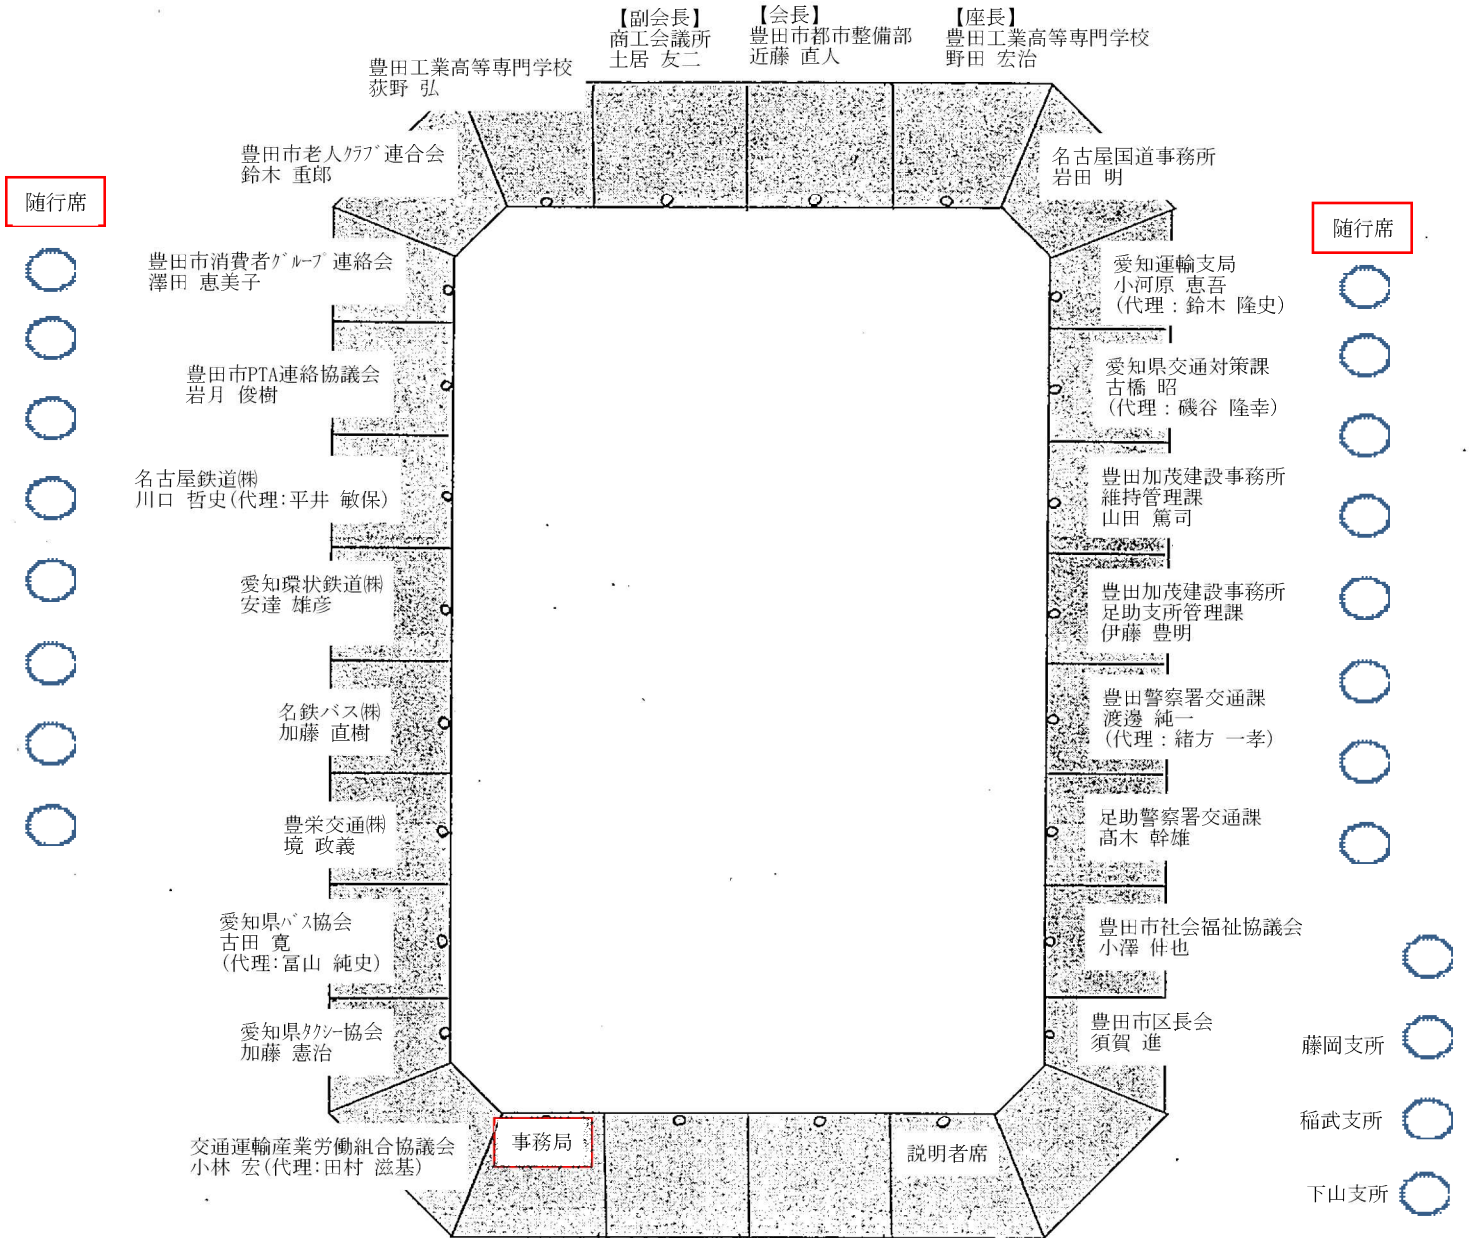 【副会長】
商工会議所
土居 友二
【会長】
豊田市都市整備部
近藤 直人
【座長】
豊田工業高等専門学校
野田 宏治
豊田工業高等専門学校
荻野 弘
豊田市老人ｸﾗﾌﾞ連合会
鈴木 重郎
名古屋国道事務所
岩田 明
随行席
随行席
豊田市消費者ｸﾞﾙｰﾌﾟ連絡会
澤田 恵美子
愛知運輸支局
小河原 恵吾
(代理：鈴木 隆史)
豊田市PTA連絡協議会
岩月 俊樹
愛知県交通対策課
古橋 昭
(代理：磯谷 隆幸)
名古屋鉄道㈱
川口 哲史(代理:平井 敏保)
豊田加茂建設事務所
維持管理課
山田 篤司
愛知環状鉄道㈱
安達 雄彦
豊田加茂建設事務所
足助支所管理課
伊藤 豊明
名鉄バス㈱
加藤 直樹
豊田警察署交通課
渡邊 純一
(代理：緒方 一孝)
豊栄交通㈱
境 政義
足助警察署交通課
髙木 幹雄
愛知県ﾊﾞｽ協会
古田 寛
(代理:冨山 純史)
豊田市社会福祉協議会
小澤 伴也
愛知県ﾀｸｼｰ協会
加藤 憲治
豊田市区長会
須賀 進
藤岡支所
稲武支所
下山支所
交通運輸産業労働組合協議会
小林 宏(代理:田村 滋基)
事務局
説明者席